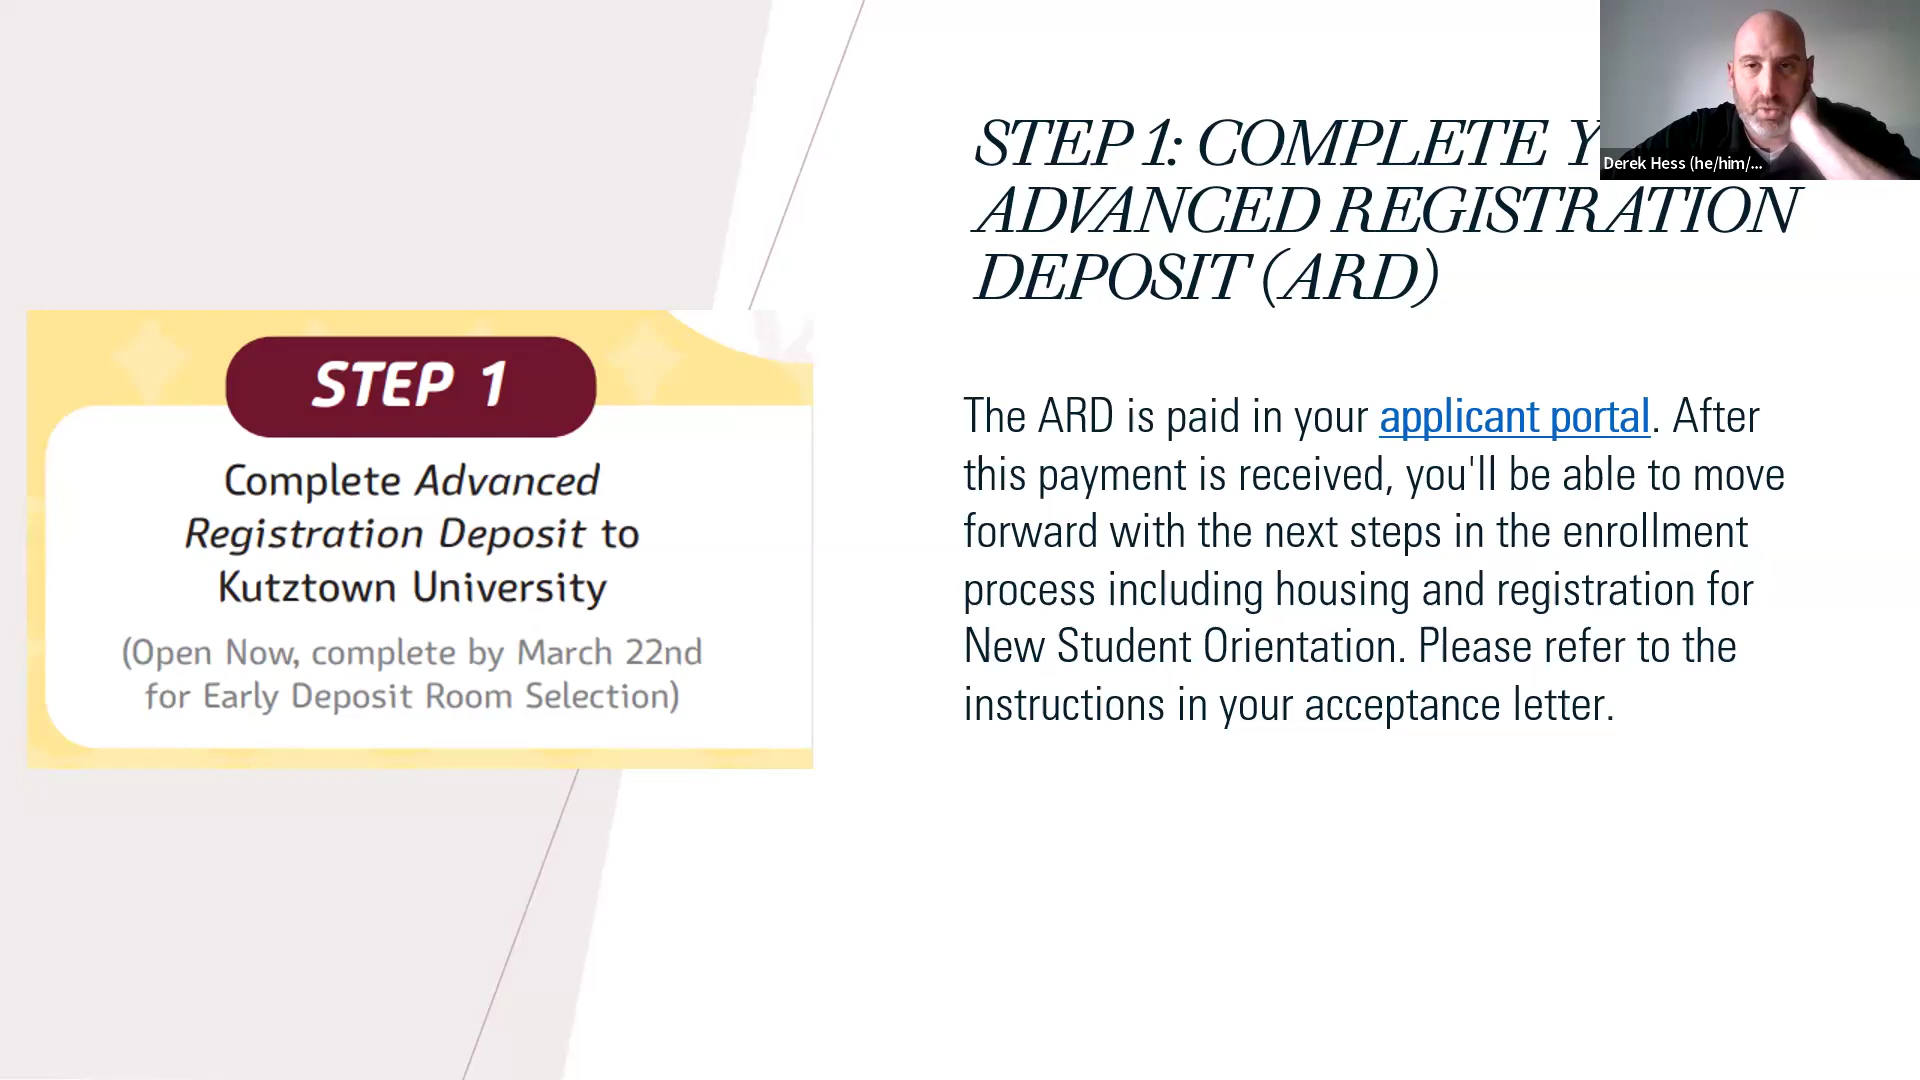 STEP 1: COMPLETE Y
ADVANCED REGISTRATION
DEPOSIT (ARD)
Derek Hess (he/him/...
STEP 1
Complete Advanced
Registration Deposit to
Kutztown University
(Open Now, complete by March 22nd
for Early Deposit Room Selection)
The ARD is paid in your applicant portal. After
this payment is received, you'll be able to move
forward with the next steps in the enrollment
process including housing and registration for
New Student Orientation. Please refer to the
instructions in your acceptance letter.